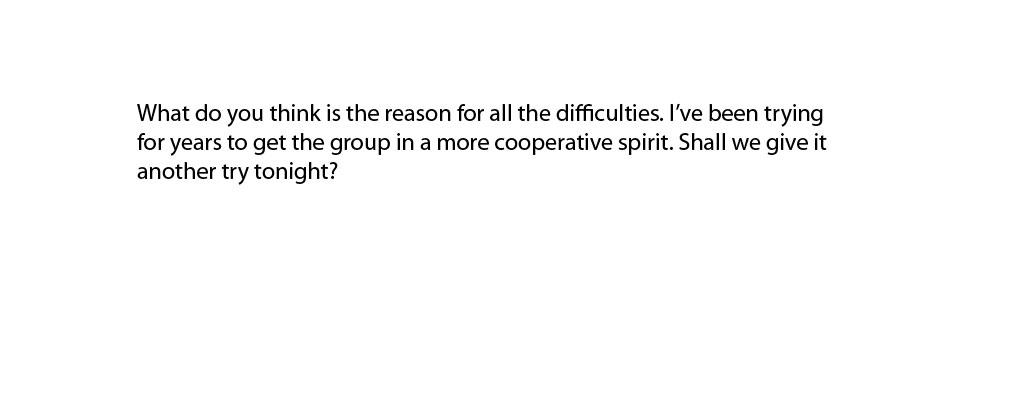 What do you think is the reason for all the difficulties. I’ve been trying
for years to get the group in a more cooperative spirit. Shall we give it
another try tonight?